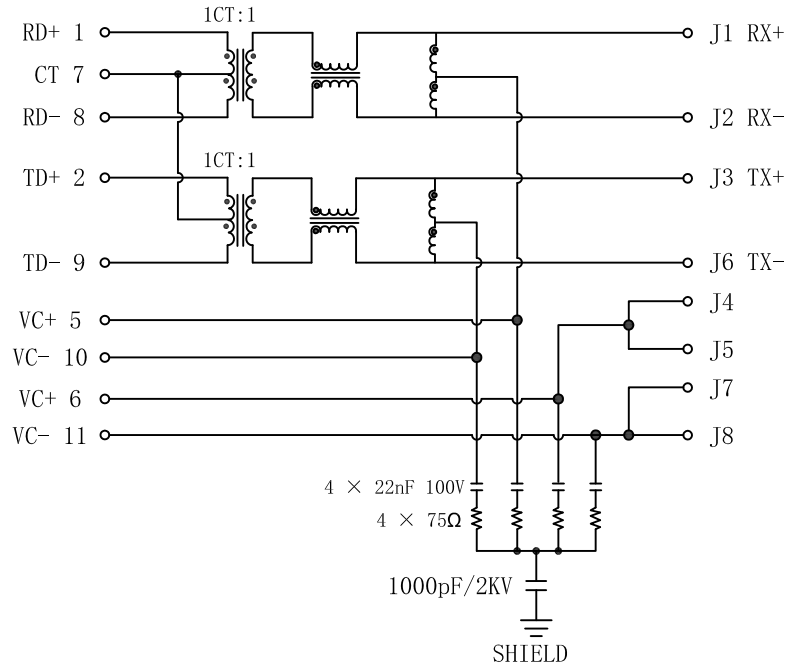 1CT:1
RD+ 1
J1 RX+
CT 7
RD- 8
J2 RX-
1CT:1
TD+ 2
J3 TX+
TD- 9
J6 TX-
J4
VC+ 5
J5
VC- 10
J7
VC+ 6
VC- 11
J8
4 × 22nF 100V
4 × 75Ω
1000pF/2KV
SHIELD